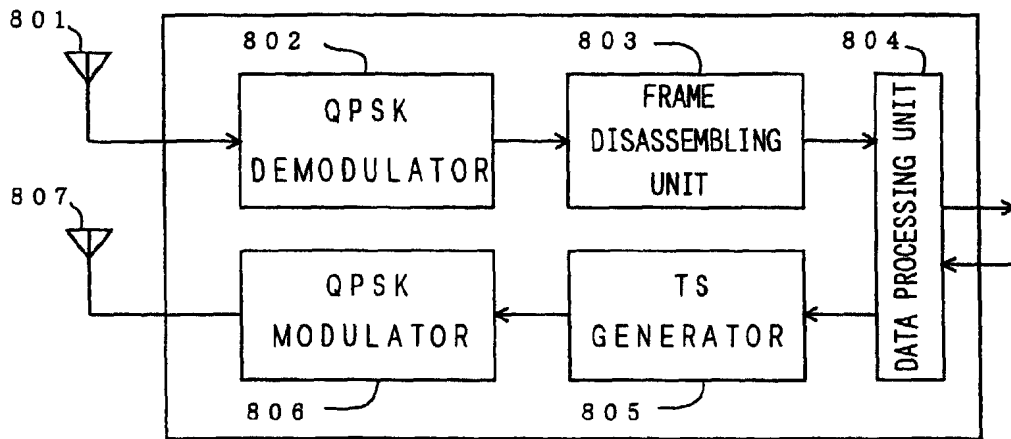 801
802
803
804
QPSK
DEMODULATOR
FRAME
DISASSEMBLING
UNIT
DATA PROCESSING UNIT
807
QPSK
MODULATOR
TS
GENERATOR
806
805